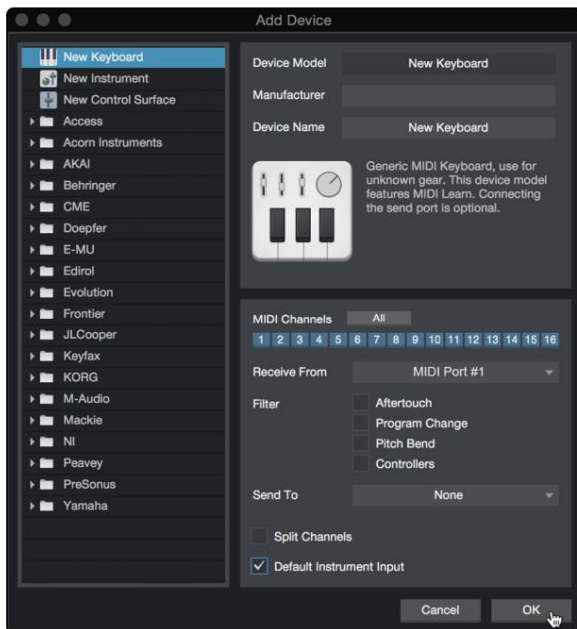 Add Device
New Keyboard
New Instrument
New Control Surface
Access
Acorn Instruments
AKAI
Behringer
CME
Doepfer
E-MU
Edirol
Evolution
Frontier
JLCooper
Keyfax
KORG
M-Audio
Mackie
NI
Peavey
PreSonus
Yamaha
Device Model New Keyboard
Manufacturer
Device Name New Keyboard
Generic MIDI Keyboard, use for
unknown gear. This device model
features MIDI Learn. Connecting
the send port is optional.
MIDI Channels All
1 2 3 4 5 6 7 8 9 10 11 12 13 14 15 16
Receive From MIDI Port #1
Filter Aftertouch
Program Change
Pitch Bend
Controllers
Send To None
Split Channels
Default Instrument Input
Cancel OK